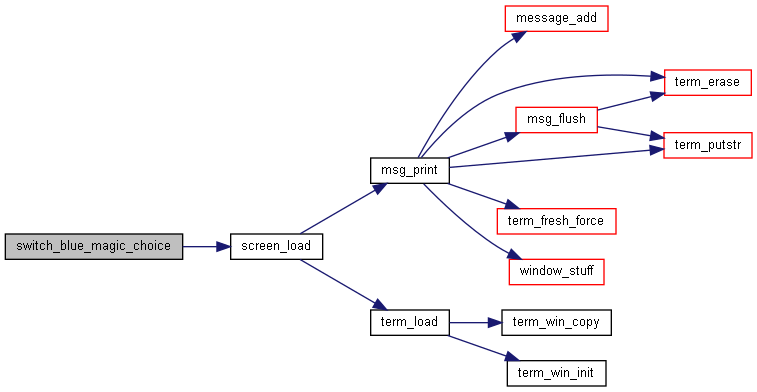 message_add
term_erase
msg_flush
term_putstr
msg_print
term_fresh_force
switch_blue_magic_choice
screen_load
window_stuff
term_load
term_win_copy
term_win_init